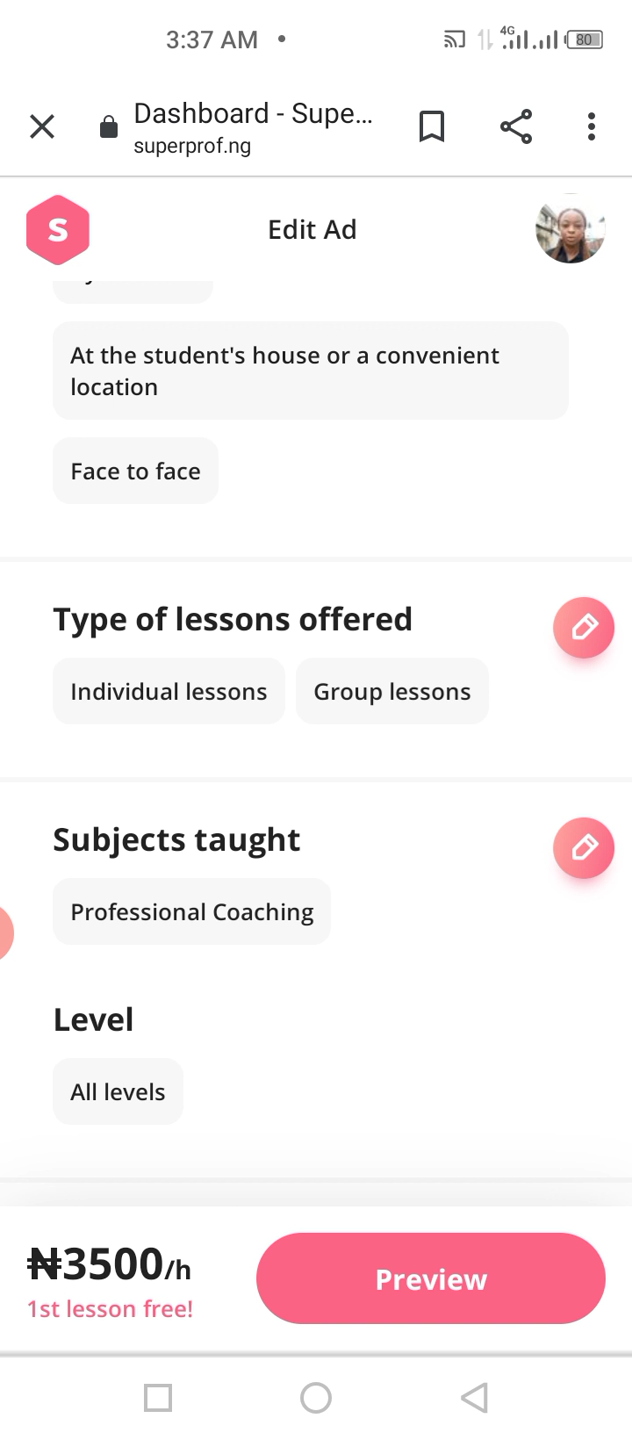 3:37 AM
4G
80
Dashboard - Supe...
superprof.ng
S
Edit Ad
At the student's house or a convenient
location
Face to face
Type of lessons offered
Individual lessons
Group lessons
Subjects taught
Professional Coaching
Level
All levels
₦3500/h
1st lesson free!
Preview